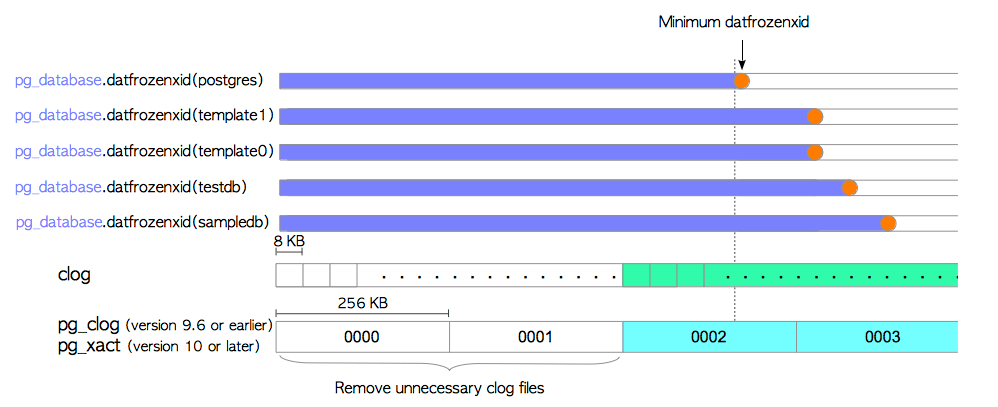 Minimum datfrozenxid
pg_database.datfrozenxid(postgres)
pg_database.datfrozenxid(template1)
pg_database.datfrozenxid(template0)
pg_database.datfrozenxid(testdb)
pg_database.datfrozenxid(sampledb)
8 KB
clog
256 KB
pg_clog (version 9.6 or earlier)
pg_xact (version 10 or later)
0000 0001 0002 0003
Remove unnecessary clog files